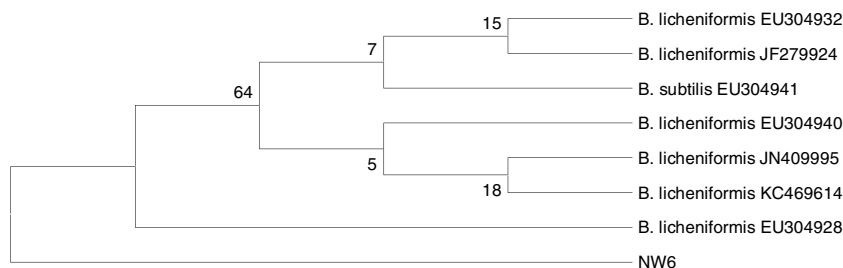 15
B. licheniformis EU304932
7
B. licheniformis JF279924
64
B. subtilis EU304941
B. licheniformis EU304940
5
B. licheniformis JN409995
18
B. licheniformis KC469614
B. licheniformis EU304928
NW6